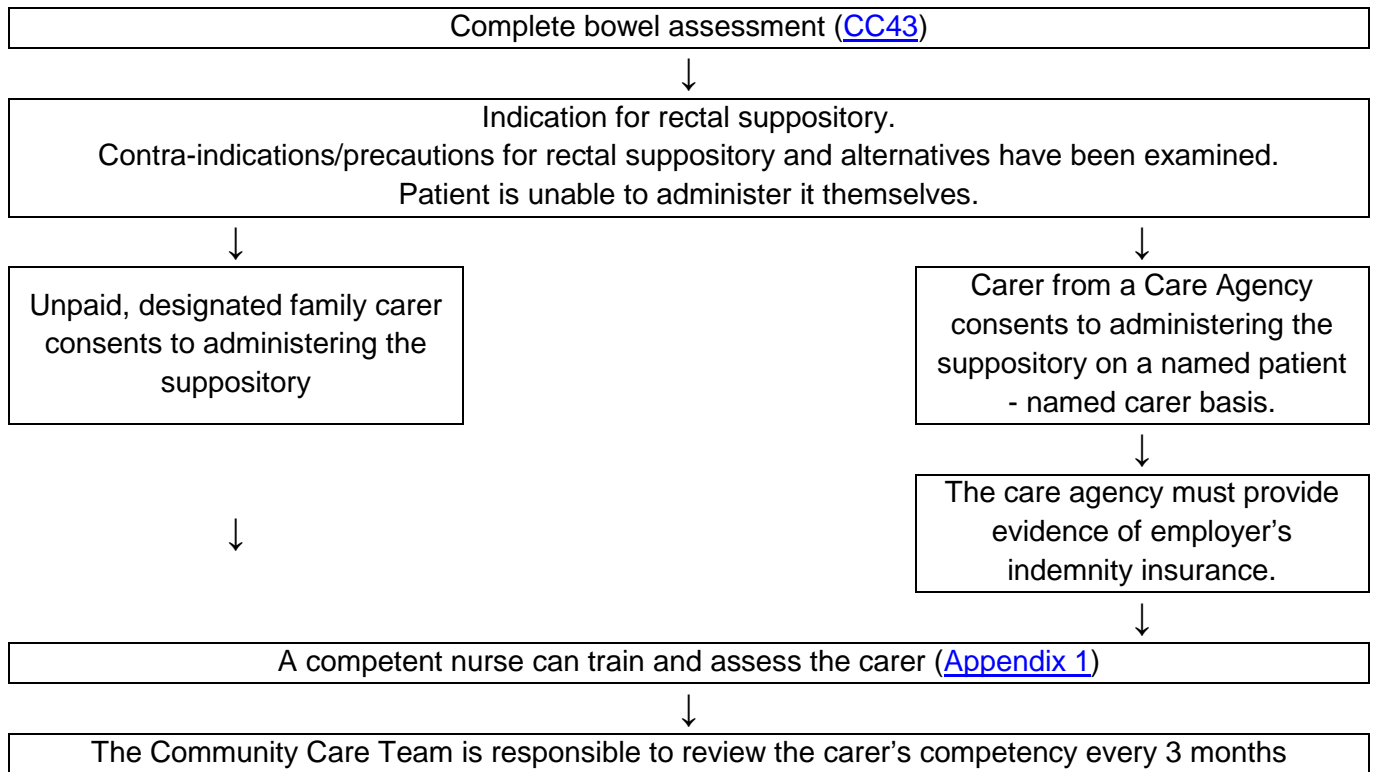 Complete bowel assessment (CC43)
↓
Indication for rectal suppository.
Contra-indications/precautions for rectal suppository and alternatives have been examined.
Patient is unable to administer it themselves.
↓ ↓
Unpaid, designated family carer
consents to administering the
suppository
Carer from a Care Agency
consents to administering the
suppository on a named patient
- named carer basis.
↓
↓
The care agency must provide
evidence of employer’s
indemnity insurance.
↓
A competent nurse can train and assess the carer (Appendix 1)
↓
The Community Care Team is responsible to review the carer’s competency every 3 months